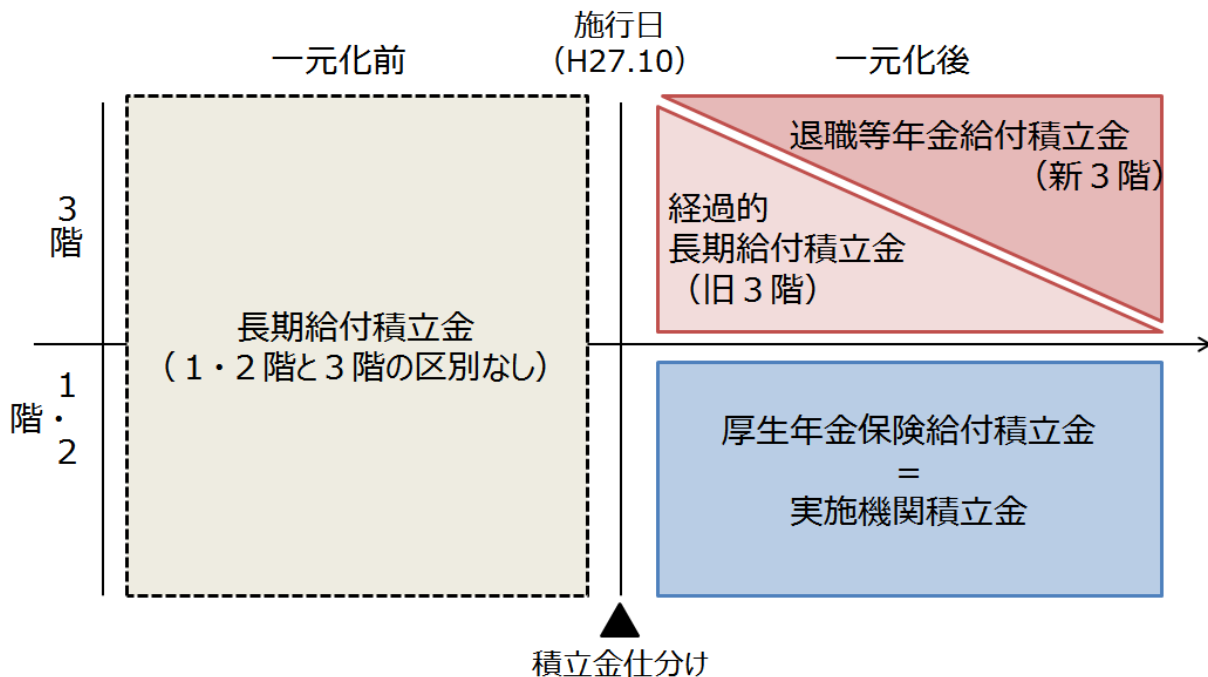 一元化前
施行日
（H27.10）
一元化後
3
階
1
階・
2
長期給付積立金
（１・２階と３階の区別なし）
退職等年金給付積立金
（新３階）
経過的
長期給付積立金
（旧３階）
厚生年金保険給付積立金
＝
実施機関積立金
積立金仕分け